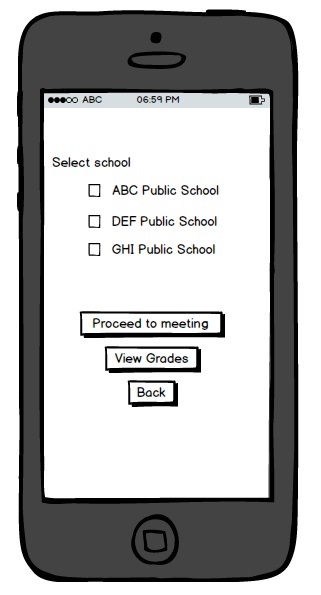 ABC 06:59 PM
Select school
ABC Public School
DEF Public School
GHI Public School
Proceed to meeting
View Grades
Back